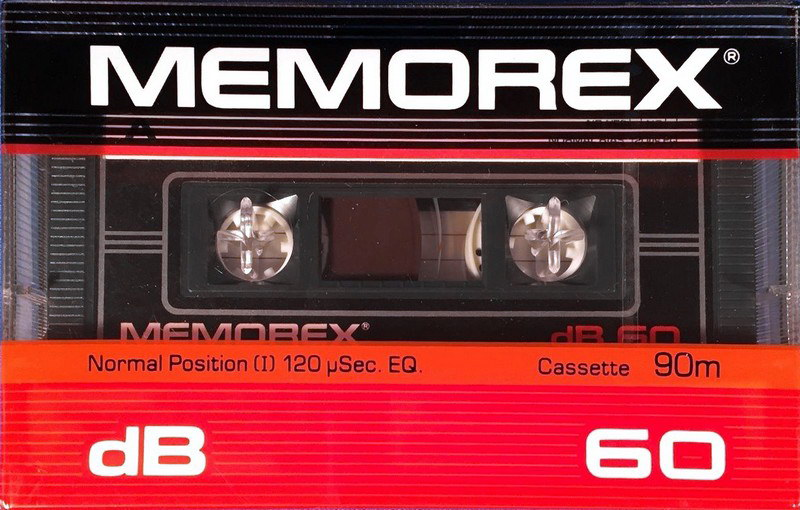 MEMOREX®
A
MEMOREX® dB 60
Normal Position (I) 120 µSec. EQ. Cassette 90m
dB 60